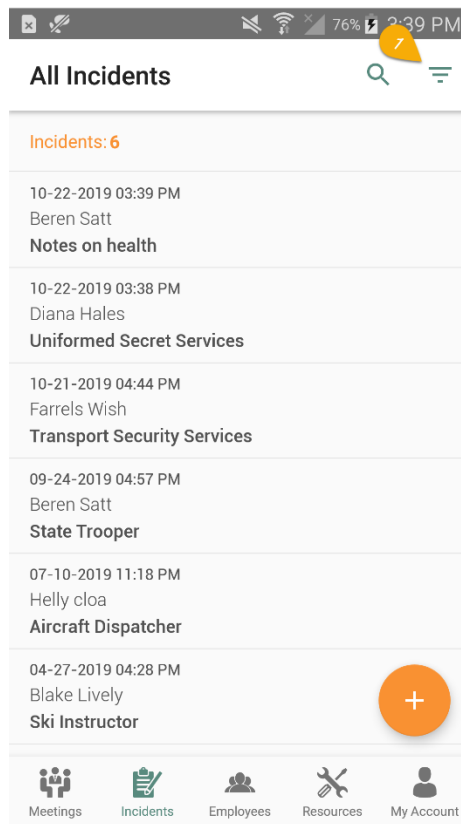 76% 3:39 PM
7
All Incidents
Incidents: 6
10-22-2019 03:39 PM
Beren Satt
Notes on health
10-22-2019 03:38 PM
Diana Hales
Uniformed Secret Services
10-21-2019 04:44 PM
Farrels Wish
Transport Security Services
09-24-2019 04:57 PM
Beren Satt
State Trooper
07-10-2019 11:18 PM
Helly cloa
Aircraft Dispatcher
04-27-2019 04:28 PM
Blake Lively
Ski Instructor
Meetings Incidents Employees Resources My Account